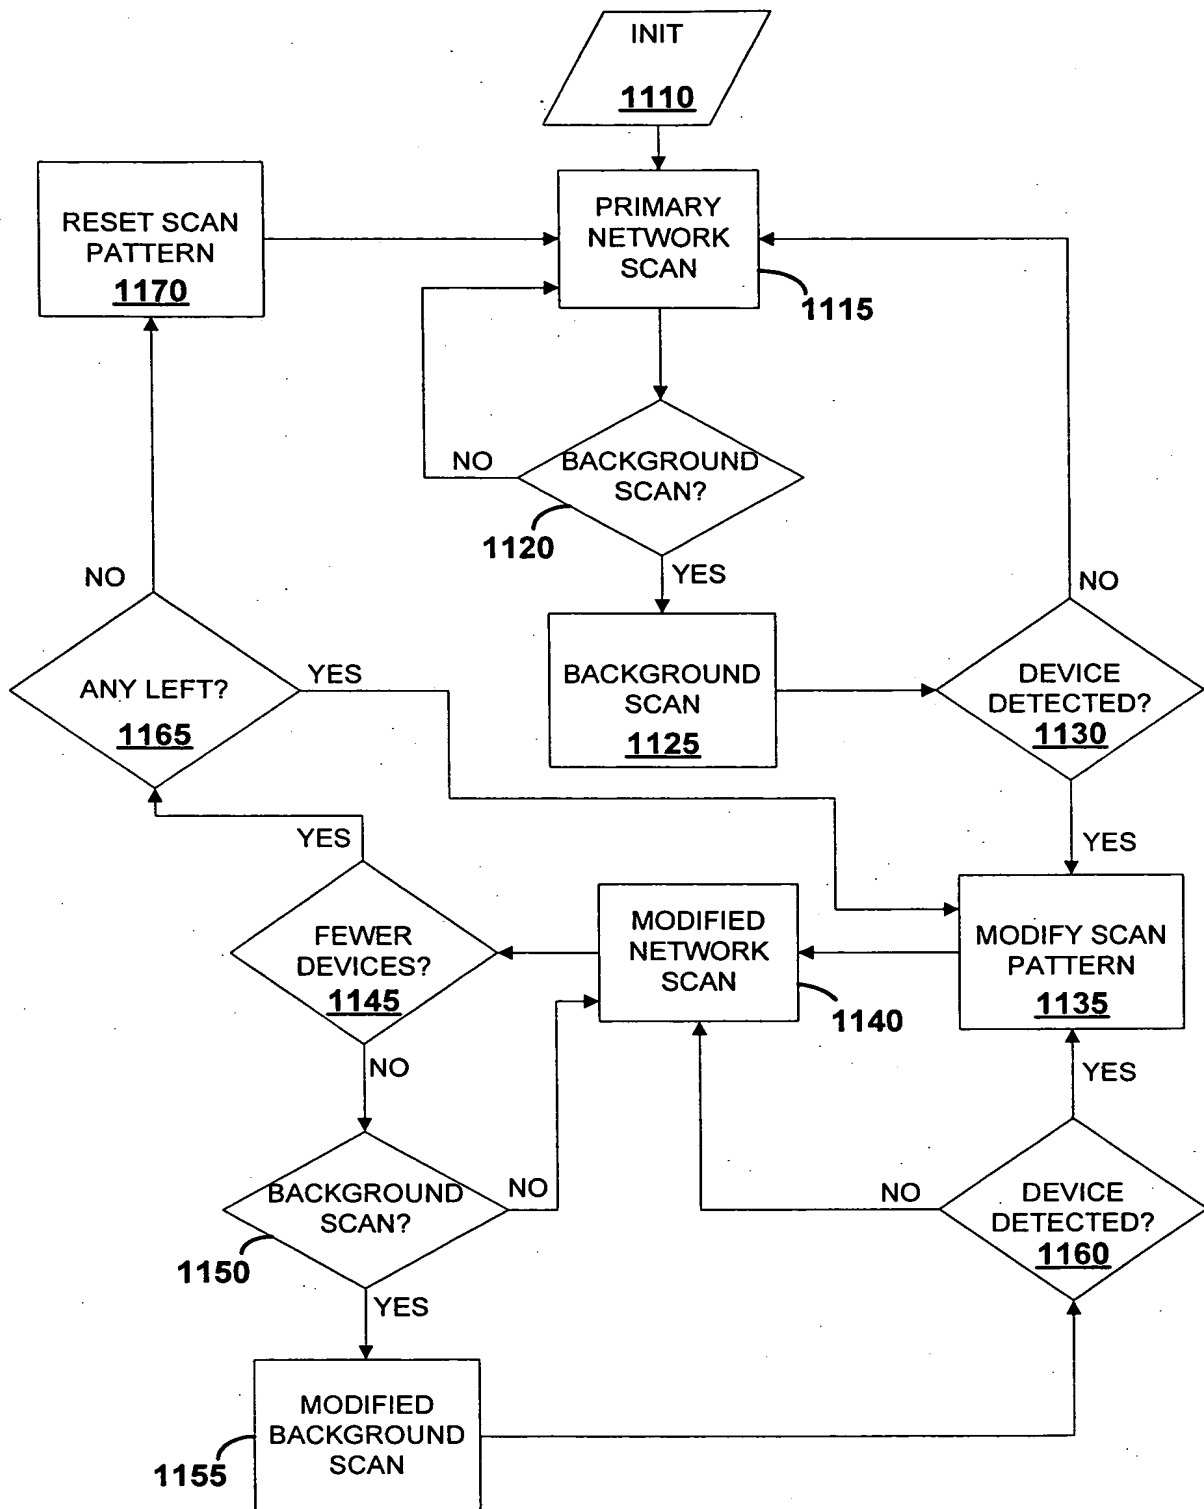 INIT
1110
RESET SCAN
PATTERN
1170
PRIMARY
NETWORK
SCAN
1115
NO
BACKGROUND
SCAN?
1120
YES
NO
NO
ANY LEFT?
1165
YES
BACKGROUND
SCAN
1125
DEVICE
DETECTED?
1130
YES
YES
FEWER
DEVICES?
1145
MODIFIED
NETWORK
SCAN
1140
MODIFY SCAN
PATTERN
1135
NO
YES
BACKGROUND
SCAN?
1150
NO
NO
DEVICE
DETECTED?
1160
YES
MODIFIED
BACKGROUND
SCAN
1155